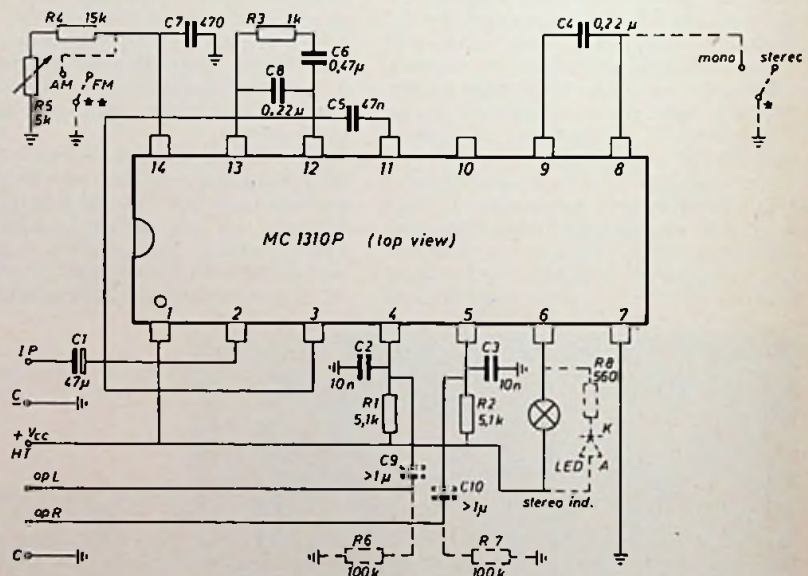 R4 15k
C7 470
R3 1k
C6
0,47µ
C4 0,22 µ
C8
0,22 µ
C5 47n
mono
stereo
*
AM
FM
* *
R5
5k
14 13 12 11 10 9 8
MC 1310P (top view)
1 2 3 4 5 6 7
IP
C1
47µ
C
+ Vcc
HT
op L
op R
C
C2
10n
R1
5,1k
C3
10n
R2
5,1k
R8
560
K
LED
A
stereo ind.
C9
>1µ
C10
>1µ
R6
100k
R7
100k